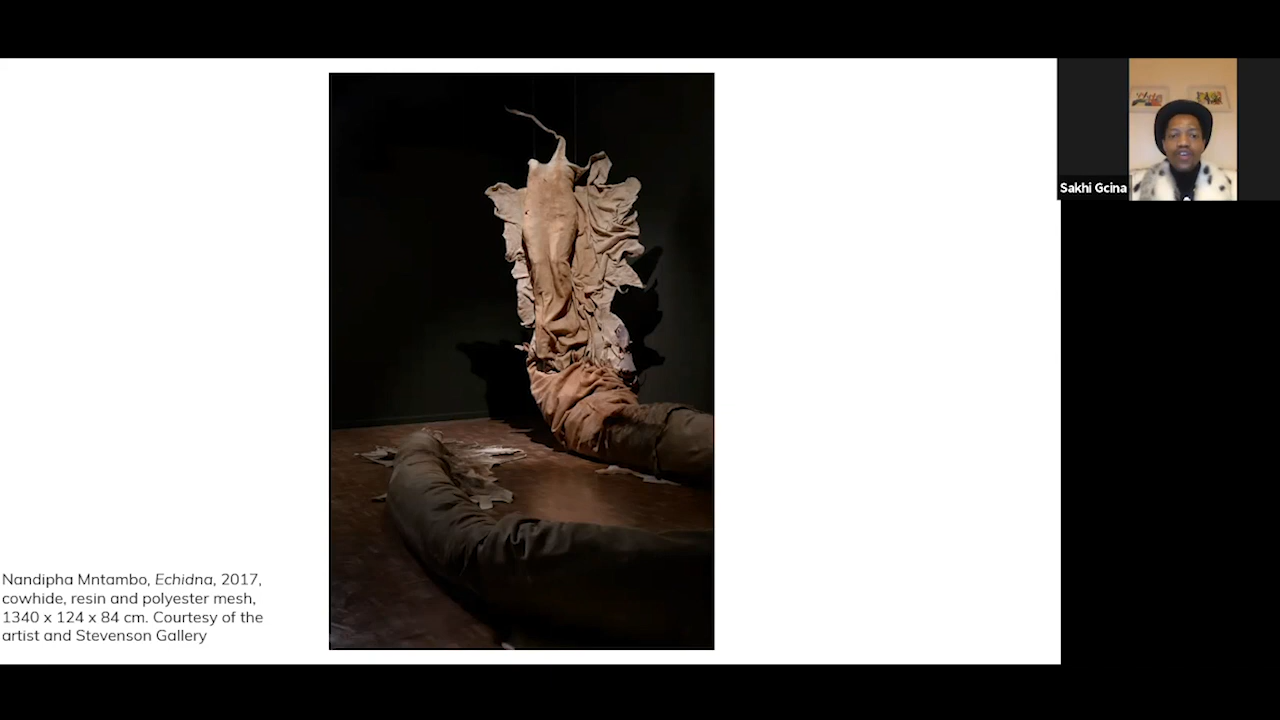 Sakhi Gcina
Nandipha Mntambo, Echidna, 2017,
cowhide, resin and polyester mesh,
1340 x 124 x 84 cm. Courtesy of the
artist and Stevenson Gallery